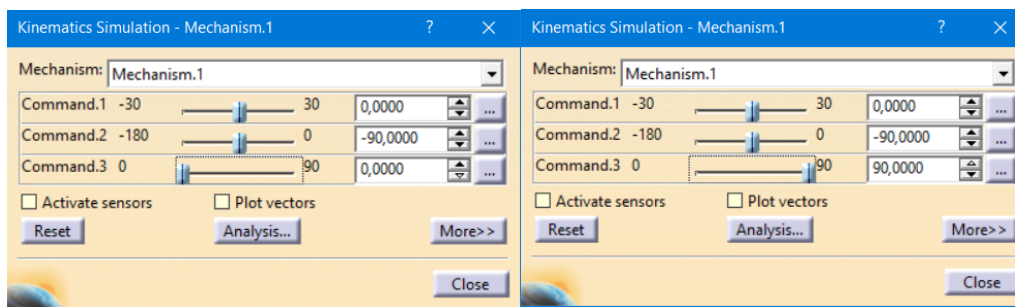 Kinematics Simulation - Mechanism.1 ? ×
Mechanism: Mechanism.1
Command.1 -30 30 0,0000 ...
Command.2 -180 0 -90,0000 ...
Command.3 0 90 0,0000 ...
Activate sensors Plot vectors
Reset Analysis... More>>
Close
Kinematics Simulation - Mechanism.1 ? ×
Mechanism: Mechanism.1
Command.1 -30 30 0,0000 ...
Command.2 -180 0 -90,0000 ...
Command.3 0 90 90,0000 ...
Activate sensors Plot vectors
Reset Analysis... More>>
Close